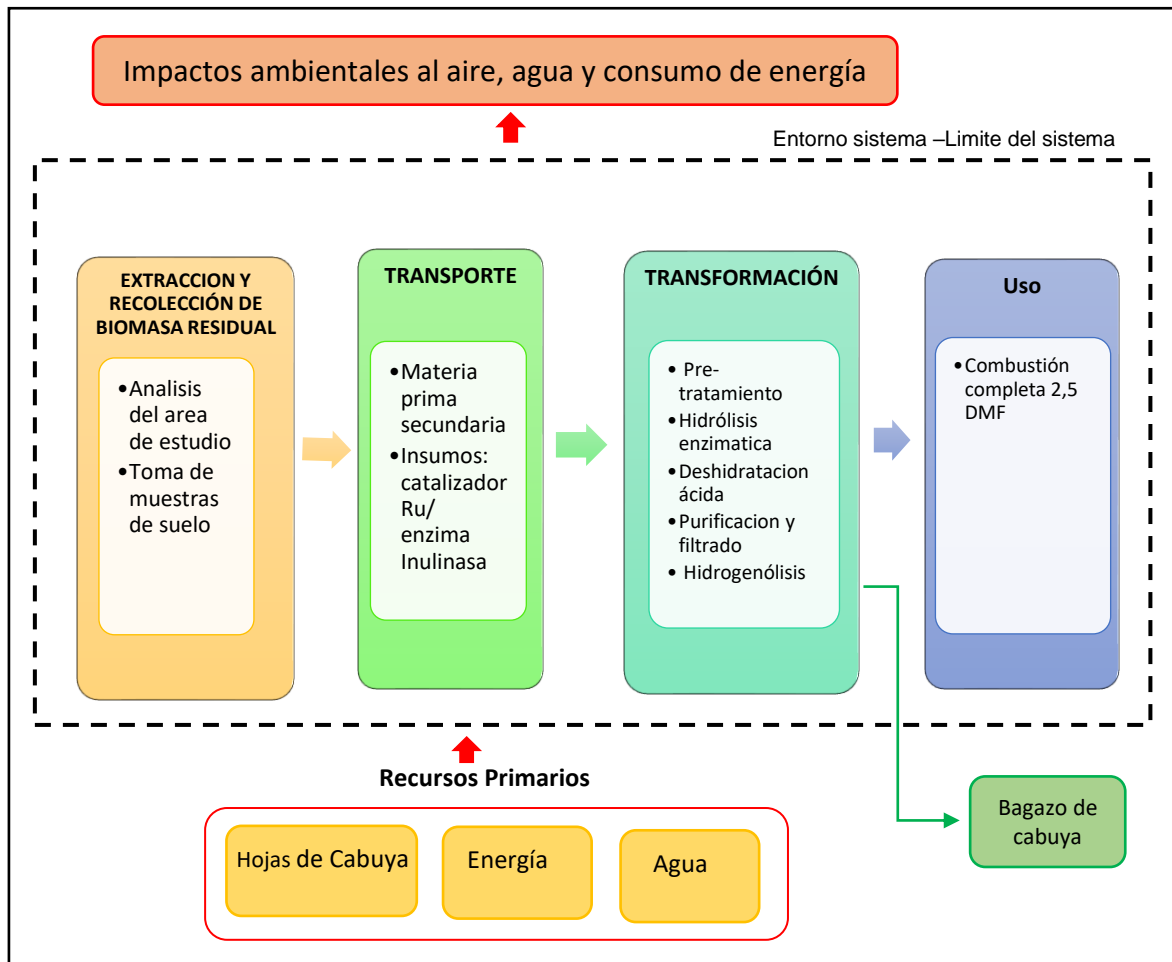 Impactos ambientales al aire, agua y consumo de energía
Entorno sistema –Limite del sistema
EXTRACCION Y
RECOLECCIÓN DE
BIOMASA RESIDUAL
•Analisis
del area
de estudio
•Toma de
muestras
de suelo
TRANSPORTE
•Materia
prima
secundaria
•Insumos:
catalizador
Ru/
enzima
Inulinasa
TRANSFORMACIÓN
• Pre-
tratamiento
•Hidrólisis
enzimatica
•Deshidratacion
ácida
•Purificacion y
filtrado
• Hidrogenólisis
Uso
•Combustión
completa 2,5
DMF
Recursos Primarios
Hojas de Cabuya
Energía
Agua
Bagazo de
cabuya